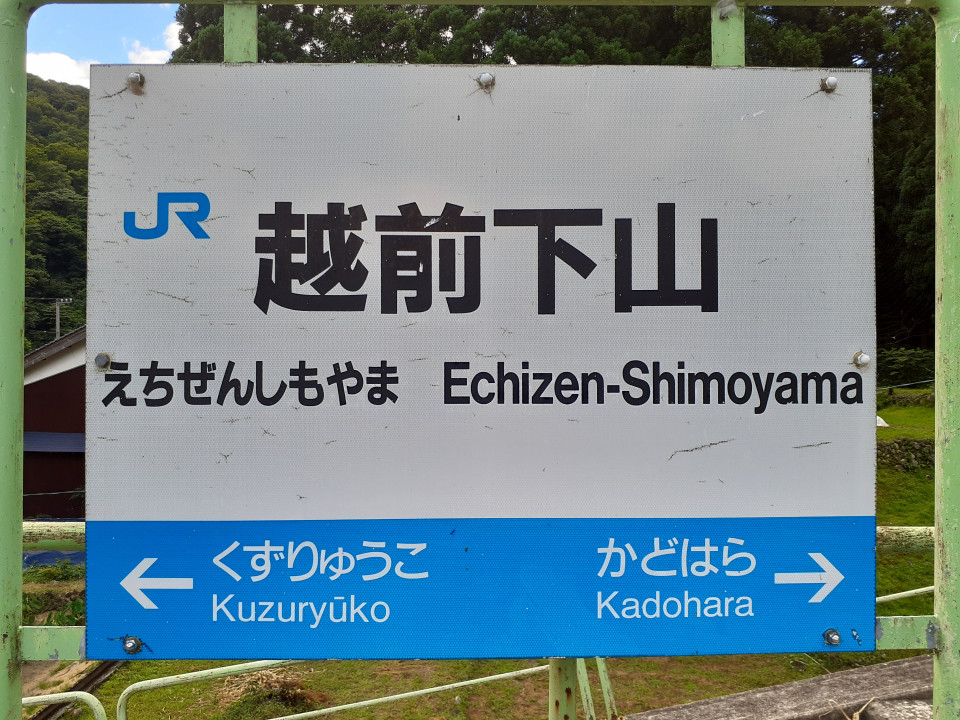 JR 越前下山
えちぜんしもやま Echizen-Shimoyama
← くずりゅうこ かどはら →
Kuzuryūko Kadohara